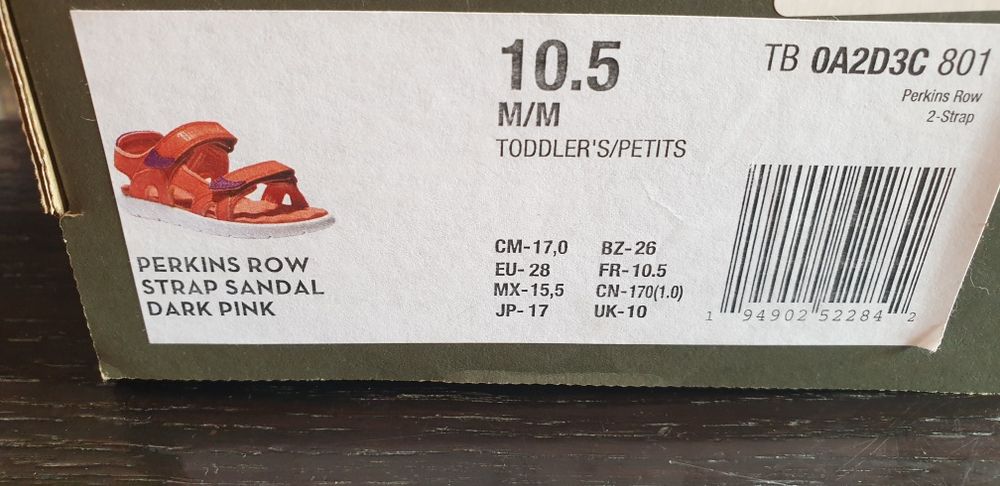 10.5
M/M
TODDLER'S/PETITS
TB 0A2D3C 801
Perkins Row
2-Strap
PERKINS ROW
STRAP SANDAL
DARK PINK
CM-17,0 BZ-26
EU- 28 FR-10.5
MX-15,5 CN-170(1.0)
JP- 17 UK-10
1 94902 52284 2